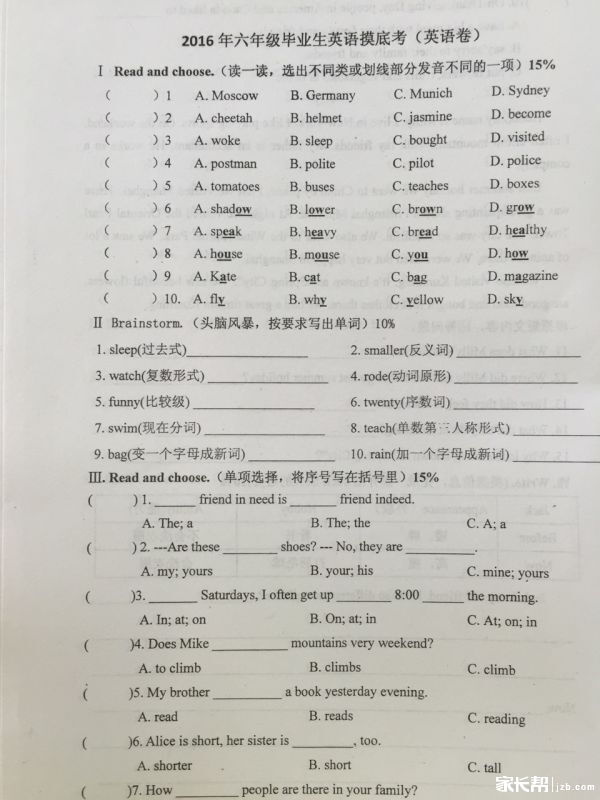 2016年六年级毕业生英语摸底考（英语卷）
Ⅰ Read and choose.（读一读，选出不同类或划线部分发音不同的一项）15%
( )1 A. Moscow B. Germany C. Munich D. Sydney
( )2 A. cheetah B. helmet C. jasmine D. become
( )3 A. woke B. sleep C. bought D. visited
( )4 A. postman B. polite C. pilot D. police
( )5 A. tomatoes B. buses C. teaches D. boxes
( )6 A. shadow B. lower C. brown D. grow
( )7 A. speak B. heavy C. bread D. healthy
( )8 A. house B. mouse C. you D. how
( )9 A. Kate B. cat C. bag D. magazine
( )10. A. fly B. why C. yellow D. sky
Ⅱ Brainstorm.（头脑风暴，按要求写出单词）10%
1. sleep(过去式)____________ 2. smaller(反义词)____________
3. watch(复数形式)____________ 4. rode(动词原形)____________
5. funny(比较级)____________ 6. twenty(序数词)____________
7. swim(现在分词)____________ 8. teach(单数第三人称形式)____________
9. bag(变一个字母成新词)____________ 10. rain(加一个字母成新词)____________
Ⅲ. Read and choose.（单项选择，将序号写在括号里）15%
( )1. ______ friend in need is ______ friend indeed.
A. The; a B. The; the C. A; a
( )2. ---Are these ________ shoes? --- No, they are __________.
A. my; yours B. your; his C. mine; yours
( )3. _______ Saturdays, I often get up ________ 8:00 ______ the morning.
A. In; at; on B. On; at; in C. At; on; in
( )4. Does Mike ___________ mountains very weekend?
A. to climb B. climbs C. climb
( )5. My brother __________ a book yesterday evening.
A. read B. reads C. reading
( )6. Alice is short, her sister is _________, too.
A. shorter B. short C. tall
( )7. How __________ people are there in your family?
家长帮 jzb.com